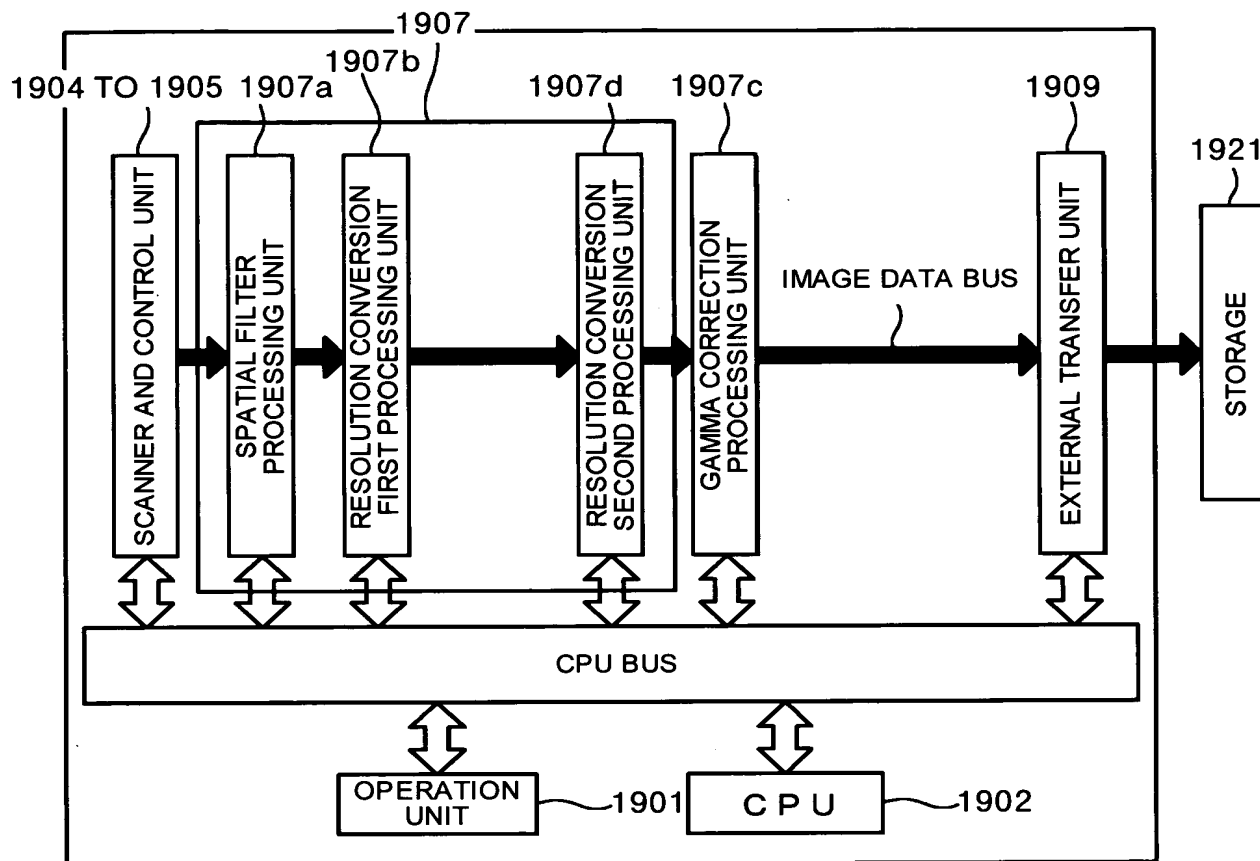 1907
1907b
1904 TO 1905
1907a
1907d
1907c
1909
1921
SCANNER AND CONTROL UNIT
SPATIAL FILTER
PROCESSING UNIT
RESOLUTION CONVERSION
FIRST PROCESSING UNIT
RESOLUTION CONVERSION
SECOND PROCESSING UNIT
GAMMA CORRECTION
PROCESSING UNIT
IMAGE DATA BUS
EXTERNAL TRANSFER UNIT
STORAGE
CPU BUS
OPERATION
UNIT
1901
CPU
1902